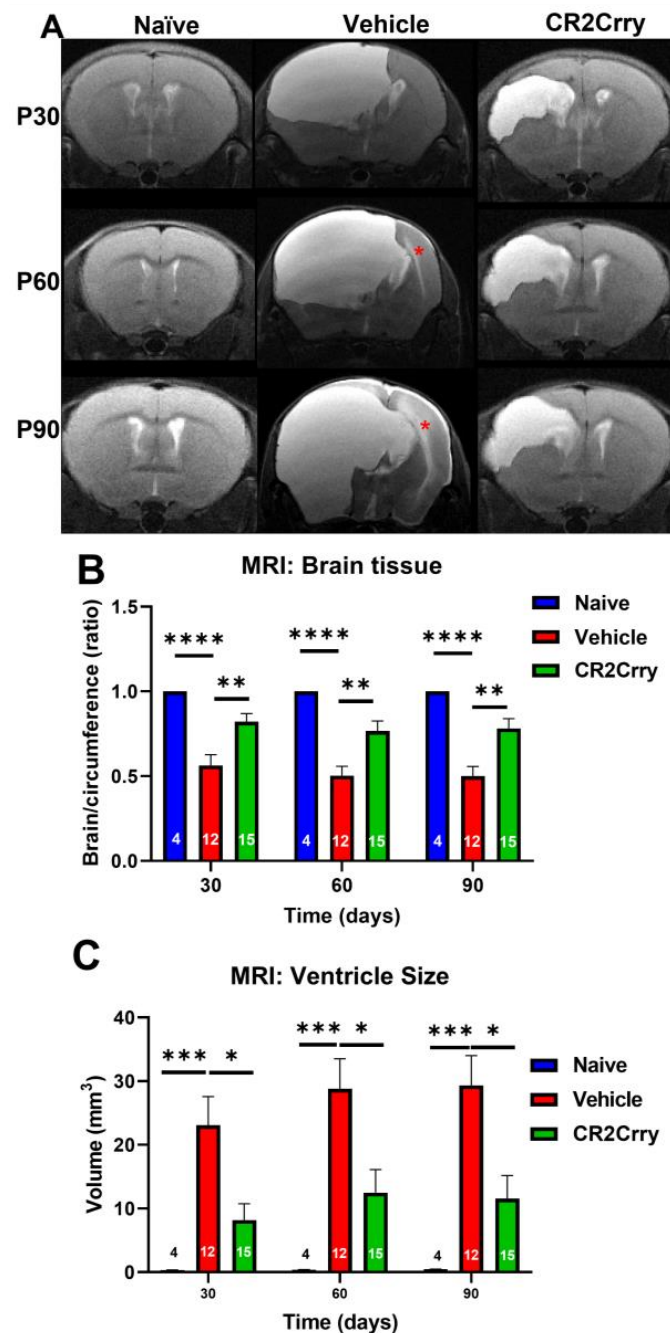 A
Naïve
Vehicle
CR2Crry
P30
P60
*
P90
*
B
MRI: Brain tissue
Naive
Vehicle
CR2Crry
Brain/circumference (ratio)
1.5
1.0
0.5
0.0
**** ** **** ** **** **
4 12 15 4 12 15 4 12 15
30 60 90
Time (days)
C
MRI: Ventricle Size
Naive
Vehicle
CR2Crry
Volume (mm³)
40
30
20
10
0
*** * *** * *** *
4 12 15 4 12 15 4 12 15
30 60 90
Time (days)